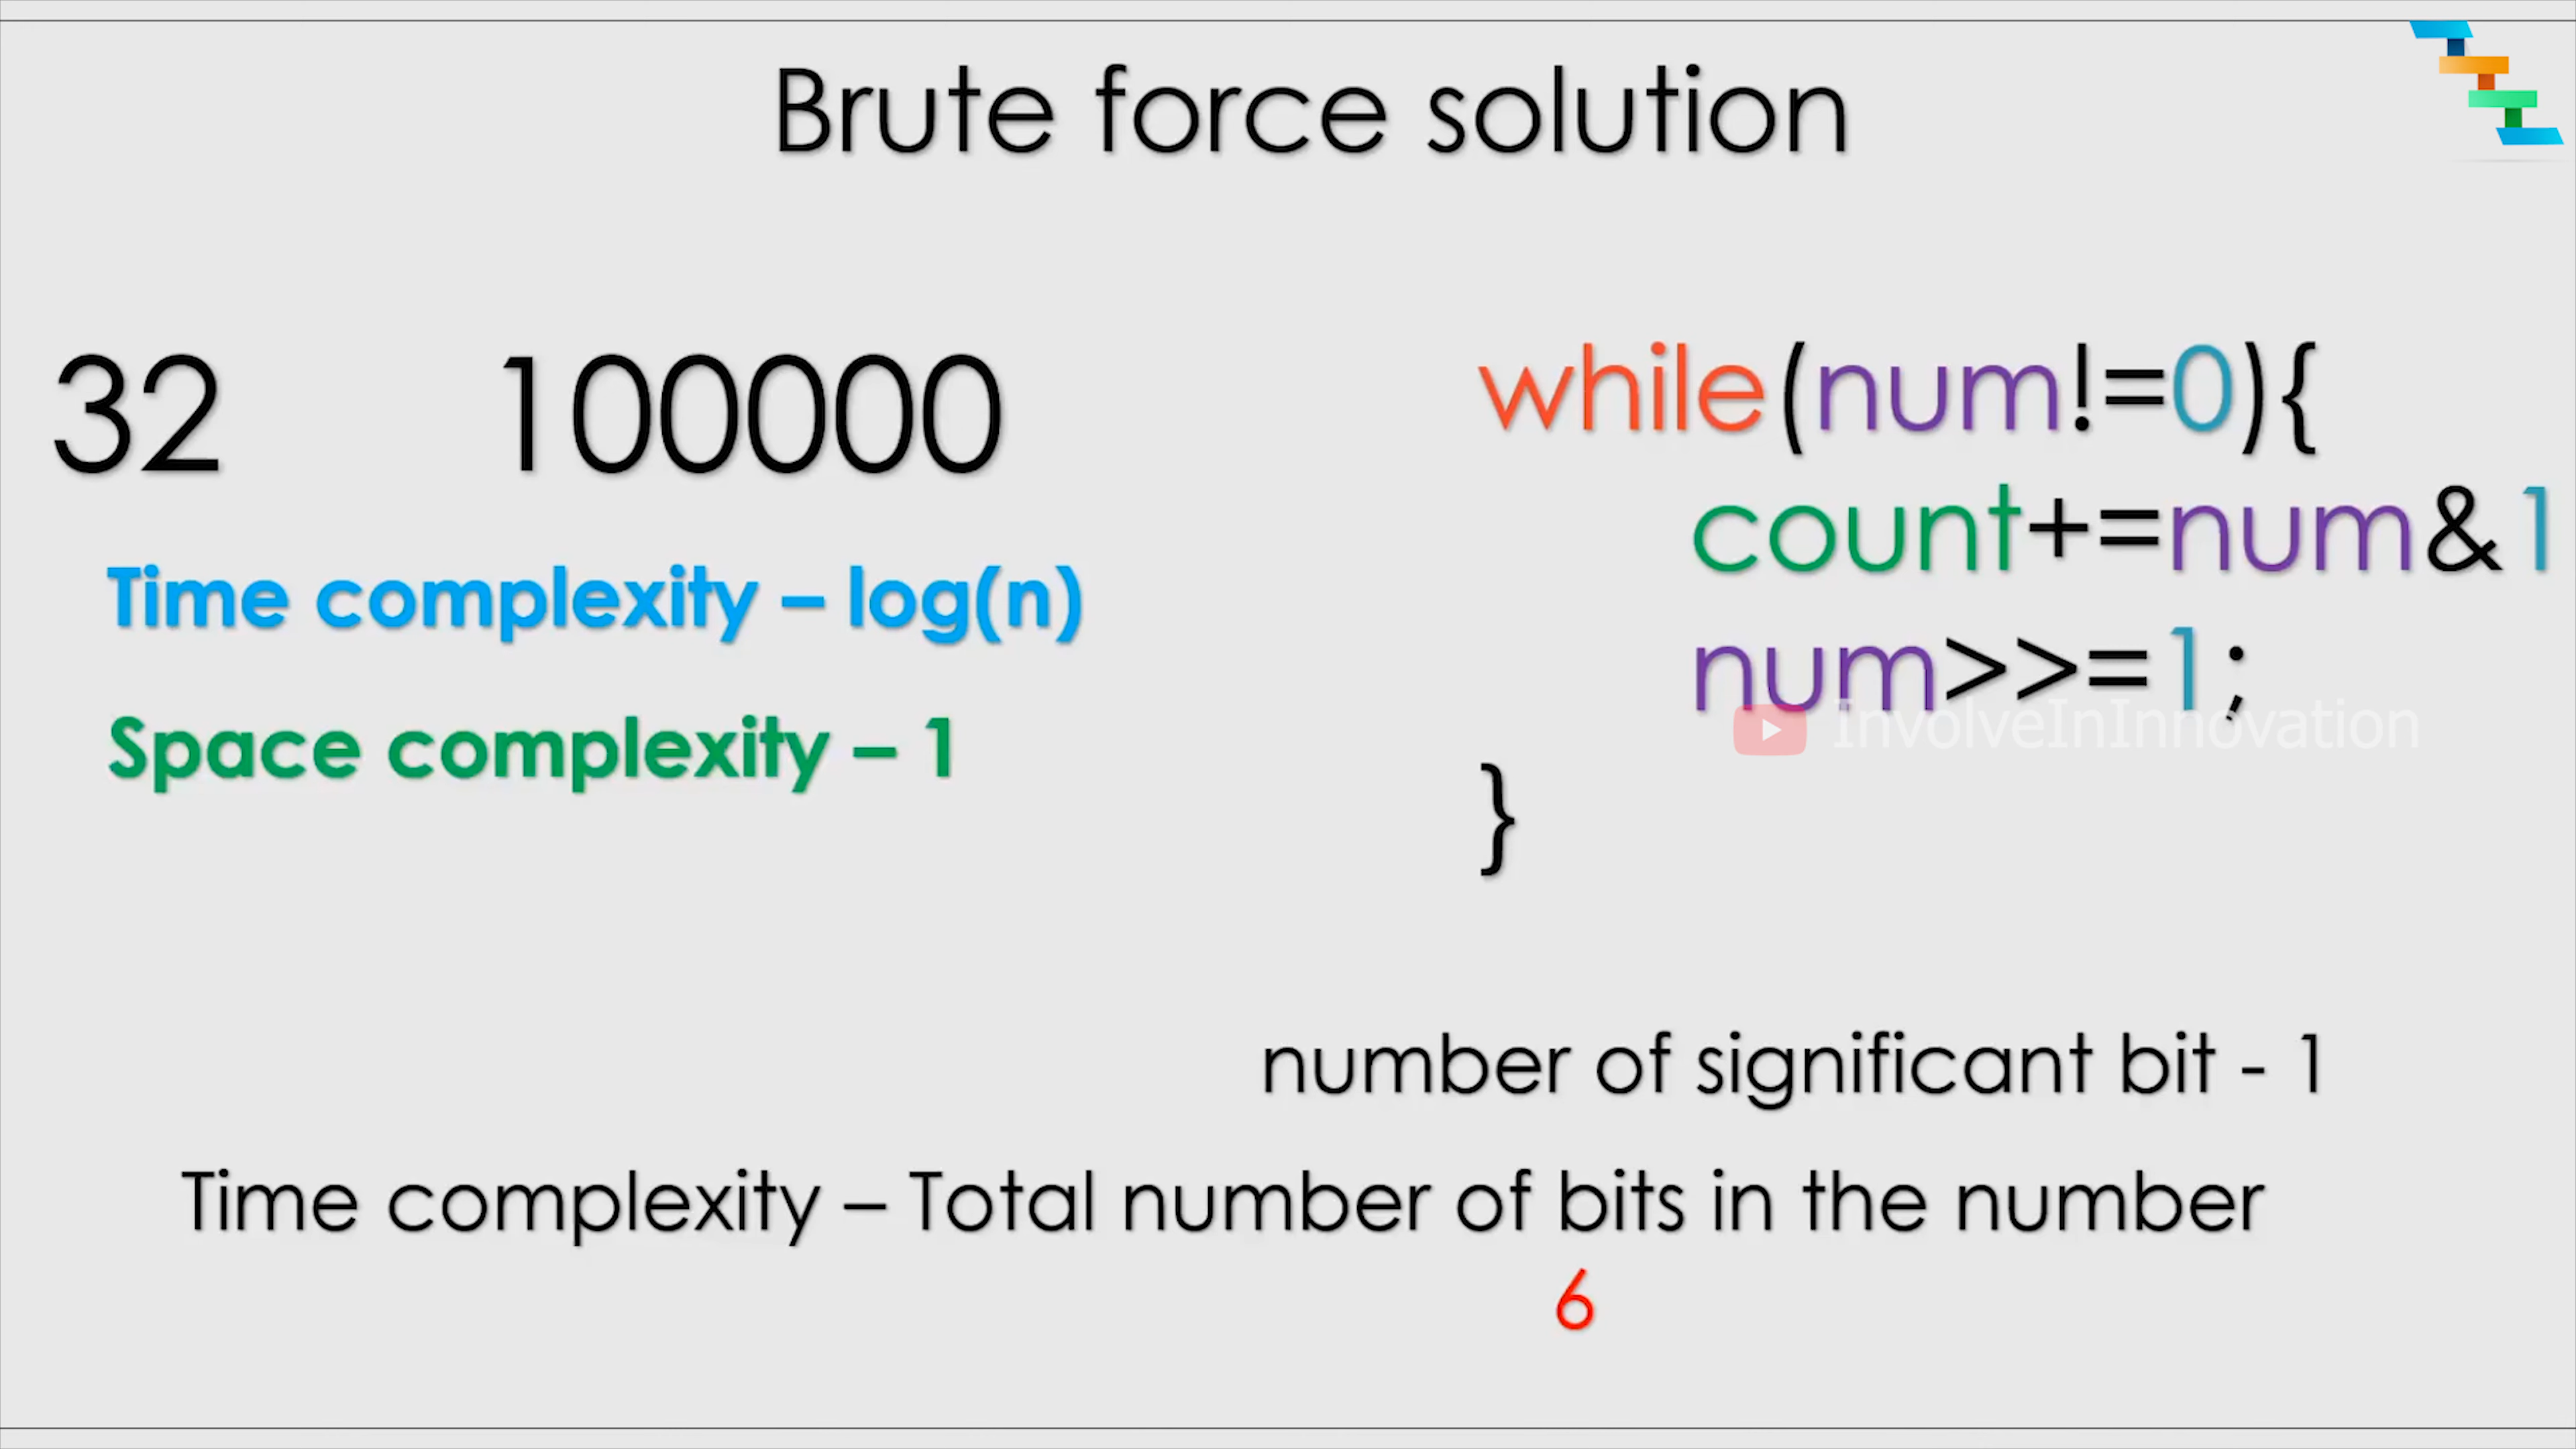 Brute force solution
32 100000
Time complexity – log(n)
Space complexity – 1
while(num!=0){
count+=num&1
num>>=1;
InvolveInInnovation
}
number of significant bit - 1
Time complexity – Total number of bits in the number
6